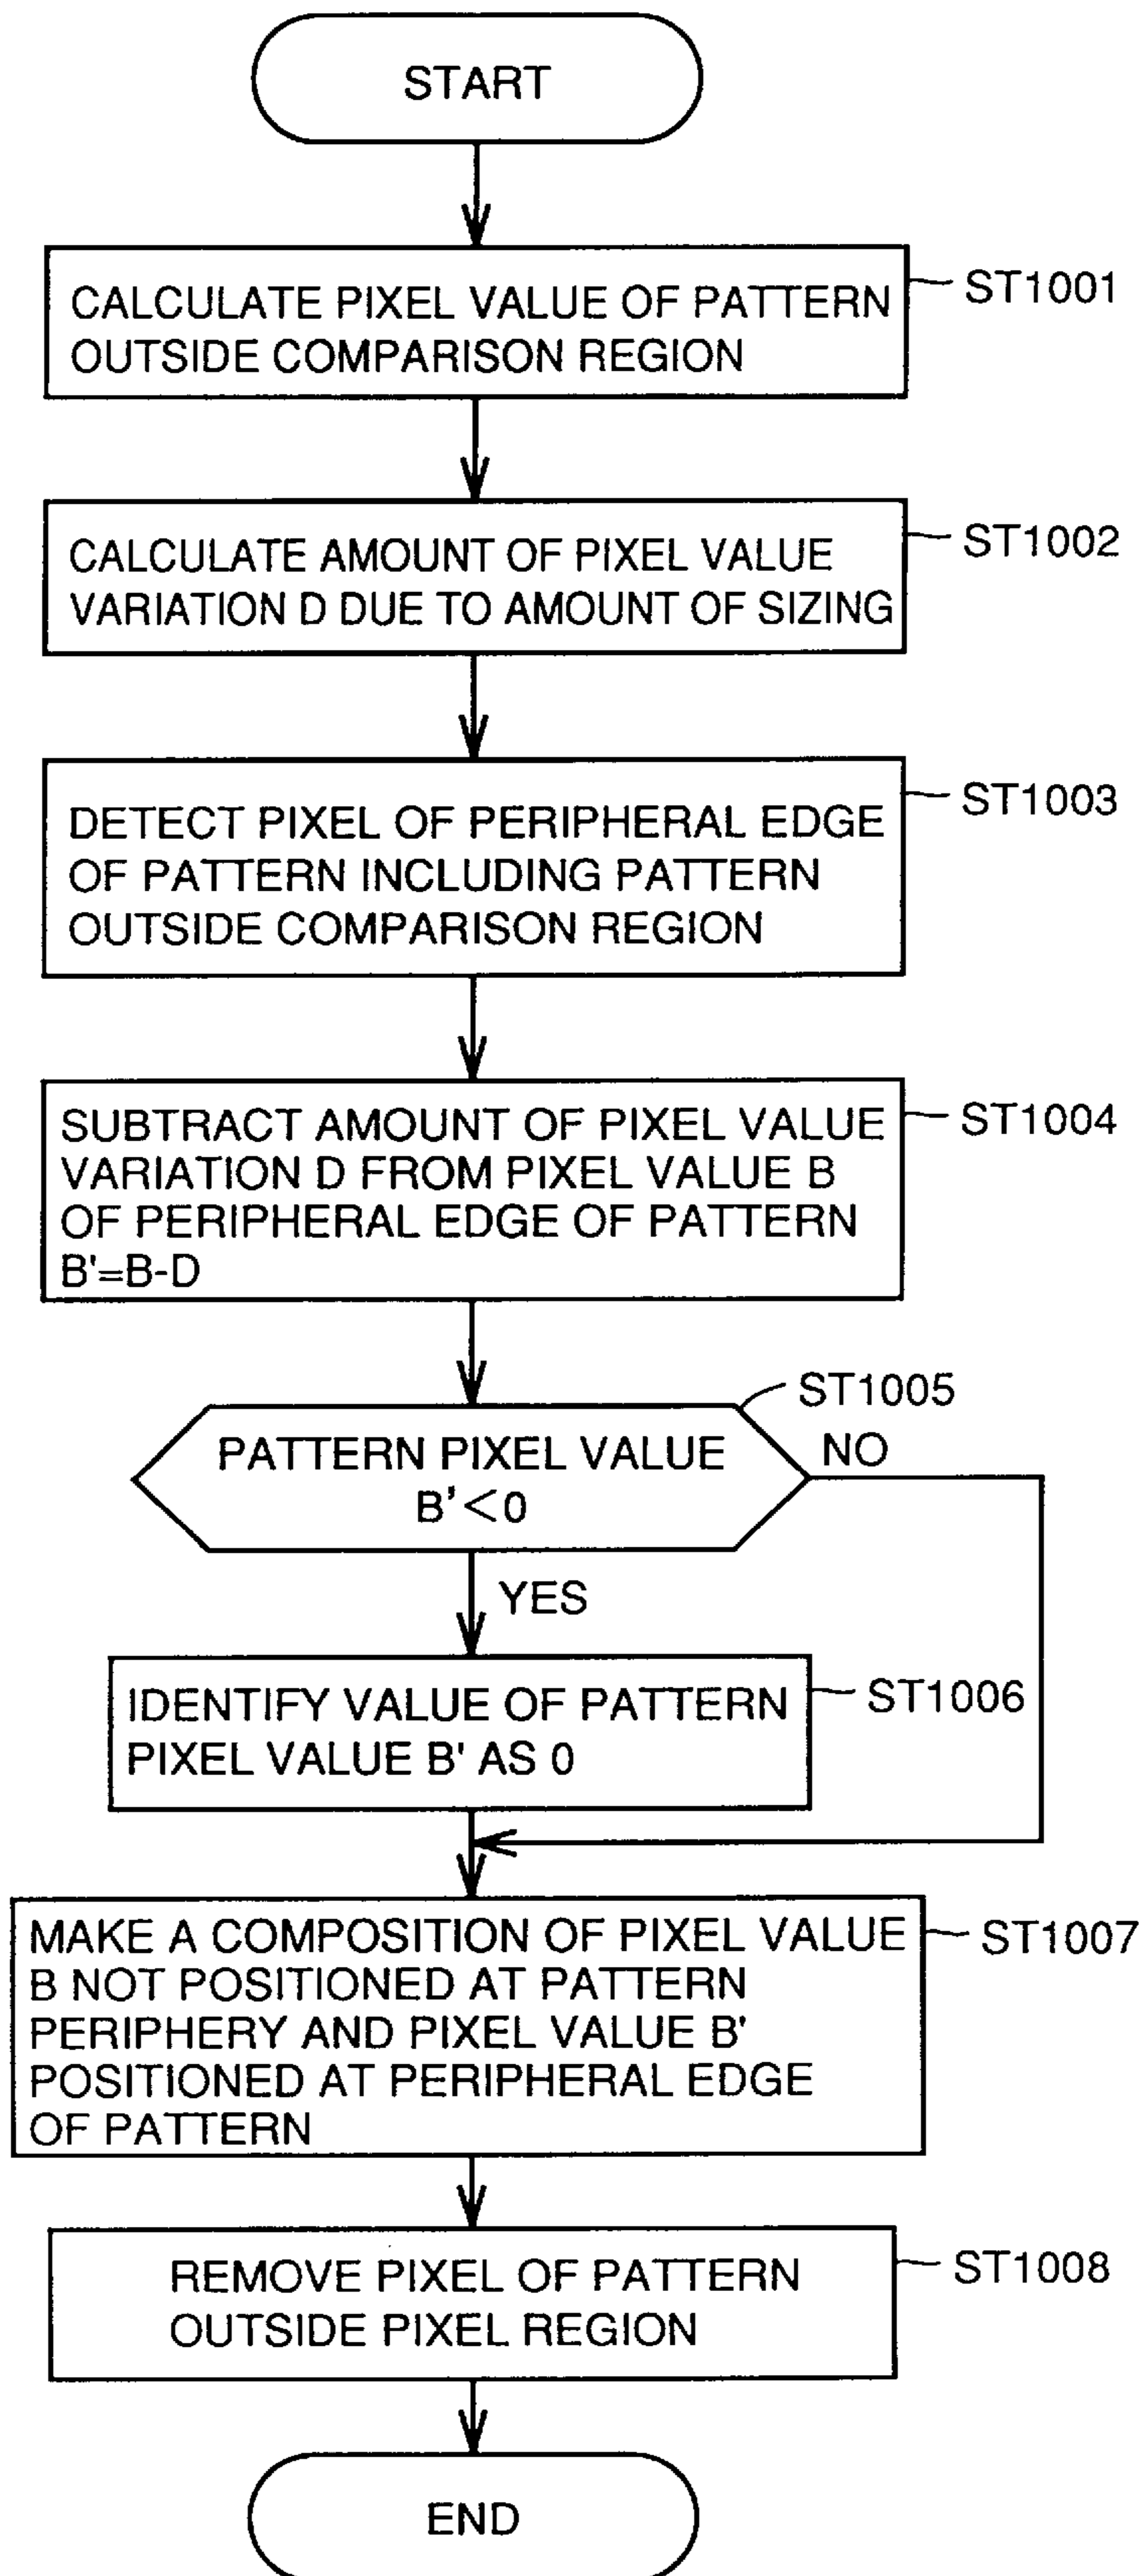 START
CALCULATE PIXEL VALUE OF PATTERN
OUTSIDE COMPARISON REGION
ST1001
CALCULATE AMOUNT OF PIXEL VALUE
VARIATION D DUE TO AMOUNT OF SIZING
ST1002
DETECT PIXEL OF PERIPHERAL EDGE
OF PATTERN INCLUDING PATTERN
OUTSIDE COMPARISON REGION
ST1003
SUBTRACT AMOUNT OF PIXEL VALUE
VARIATION D FROM PIXEL VALUE B
OF PERIPHERAL EDGE OF PATTERN
B'=B-D
ST1004
PATTERN PIXEL VALUE
B'<0
ST1005
NO
YES
IDENTIFY VALUE OF PATTERN
PIXEL VALUE B' AS 0
ST1006
MAKE A COMPOSITION OF PIXEL VALUE
B NOT POSITIONED AT PATTERN
PERIPHERY AND PIXEL VALUE B'
POSITIONED AT PERIPHERAL EDGE
OF PATTERN
ST1007
REMOVE PIXEL OF PATTERN
OUTSIDE PIXEL REGION
ST1008
END